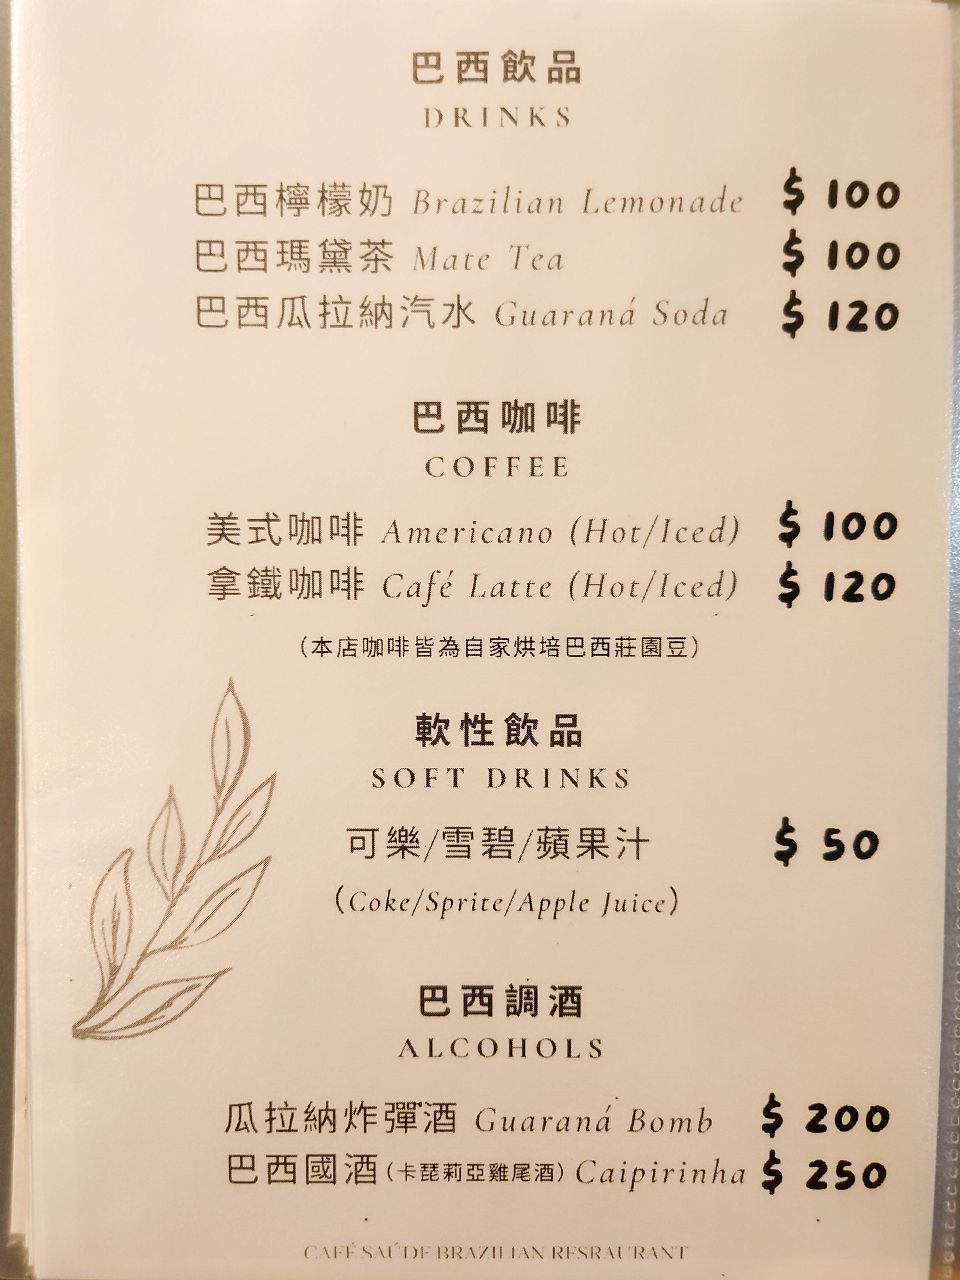 巴西飲品
DRINKS
巴西檸檬奶 Brazilian Lemonade $ 100
巴西瑪黛茶 Mate Tea $ 100
巴西瓜拉納汽水 Guaraná Soda $ 120
巴西咖啡
COFFEE
美式咖啡 Americano (Hot/Iced) $ 100
拿鐵咖啡 Café Latte (Hot/Iced) $ 120
(本店咖啡皆為自家烘培巴西莊園豆)
軟性飲品
SOFT DRINKS
可樂/雪碧/蘋果汁 $ 50
(Coke/Sprite/Apple Juice)
巴西調酒
ALCOHOLS
瓜拉納炸彈酒 Guaraná Bomb $ 200
巴西國酒(卡琵莉亞雞尾酒) Caipirinha $ 250
CAFÉ SAÚDE BRAZILIAN RESRAURANT